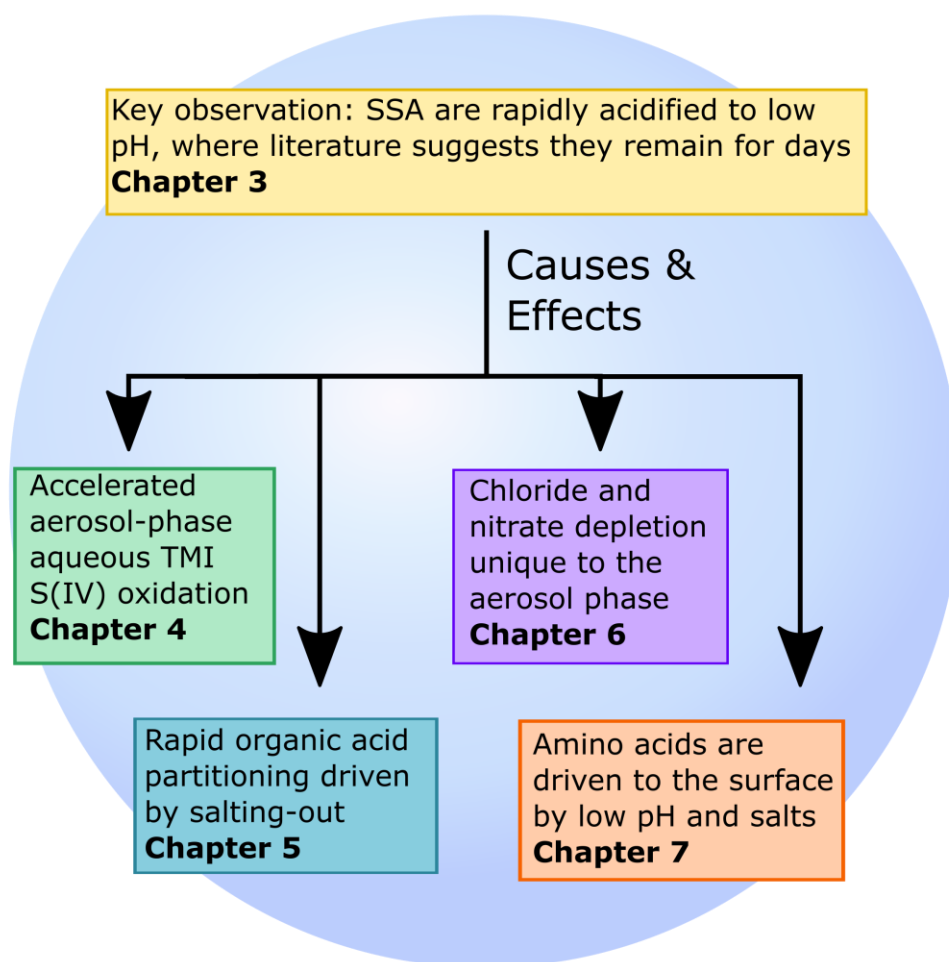 Key observation: SSA are rapidly acidified to low
pH, where literature suggests they remain for days
Chapter 3
Causes &
Effects
Accelerated
aerosol-phase
aqueous TMI
S(IV) oxidation
Chapter 4
Chloride and
nitrate depletion
unique to the
aerosol phase
Chapter 6
Rapid organic acid
partitioning driven
by salting-out
Chapter 5
Amino acids are
driven to the surface
by low pH and salts
Chapter 7